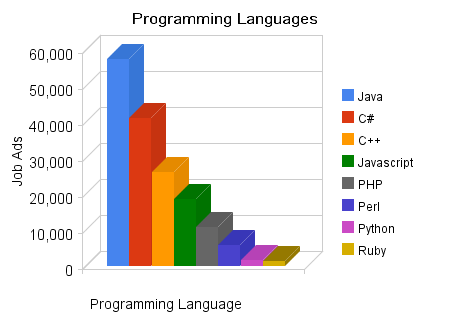 Programming Languages
60,000
50,000
40,000
30,000
20,000
10,000
0
Job Ads
Programming Language
Java
C#
C++
Javascript
PHP
Perl
Python
Ruby